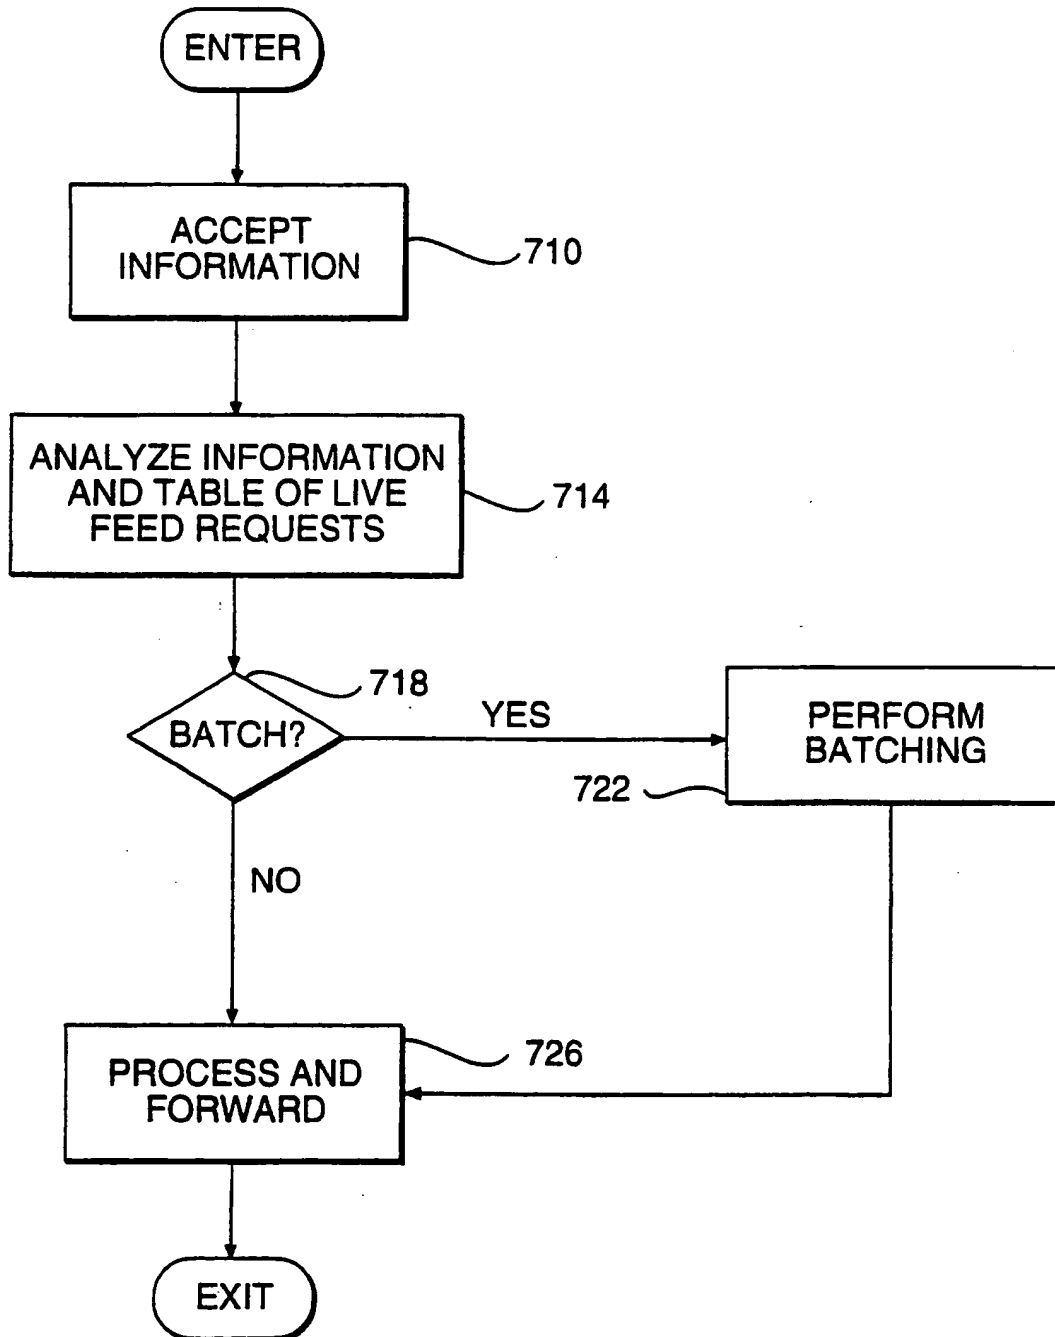 ENTER
ACCEPT
INFORMATION
710
ANALYZE INFORMATION
AND TABLE OF LIVE
FEED REQUESTS
714
718
BATCH?
YES
PERFORM
BATCHING
722
NO
PROCESS AND
FORWARD
726
EXIT